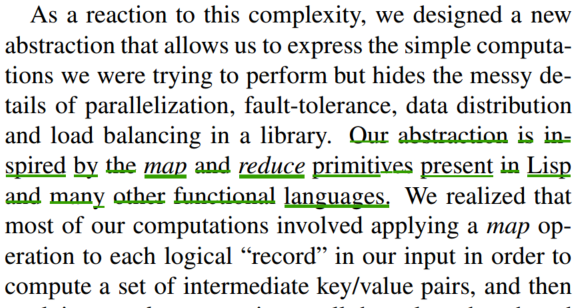 As a reaction to this complexity, we designed a new
abstraction that allows us to express the simple computa-
tions we were trying to perform but hides the messy de-
tails of parallelization, fault-tolerance, data distribution
and load balancing in a library. Our abstraction is in-
spired by the map and reduce primitives present in Lisp
and many other functional languages. We realized that
most of our computations involved applying a map op-
eration to each logical “record” in our input in order to
compute a set of intermediate key/value pairs, and then